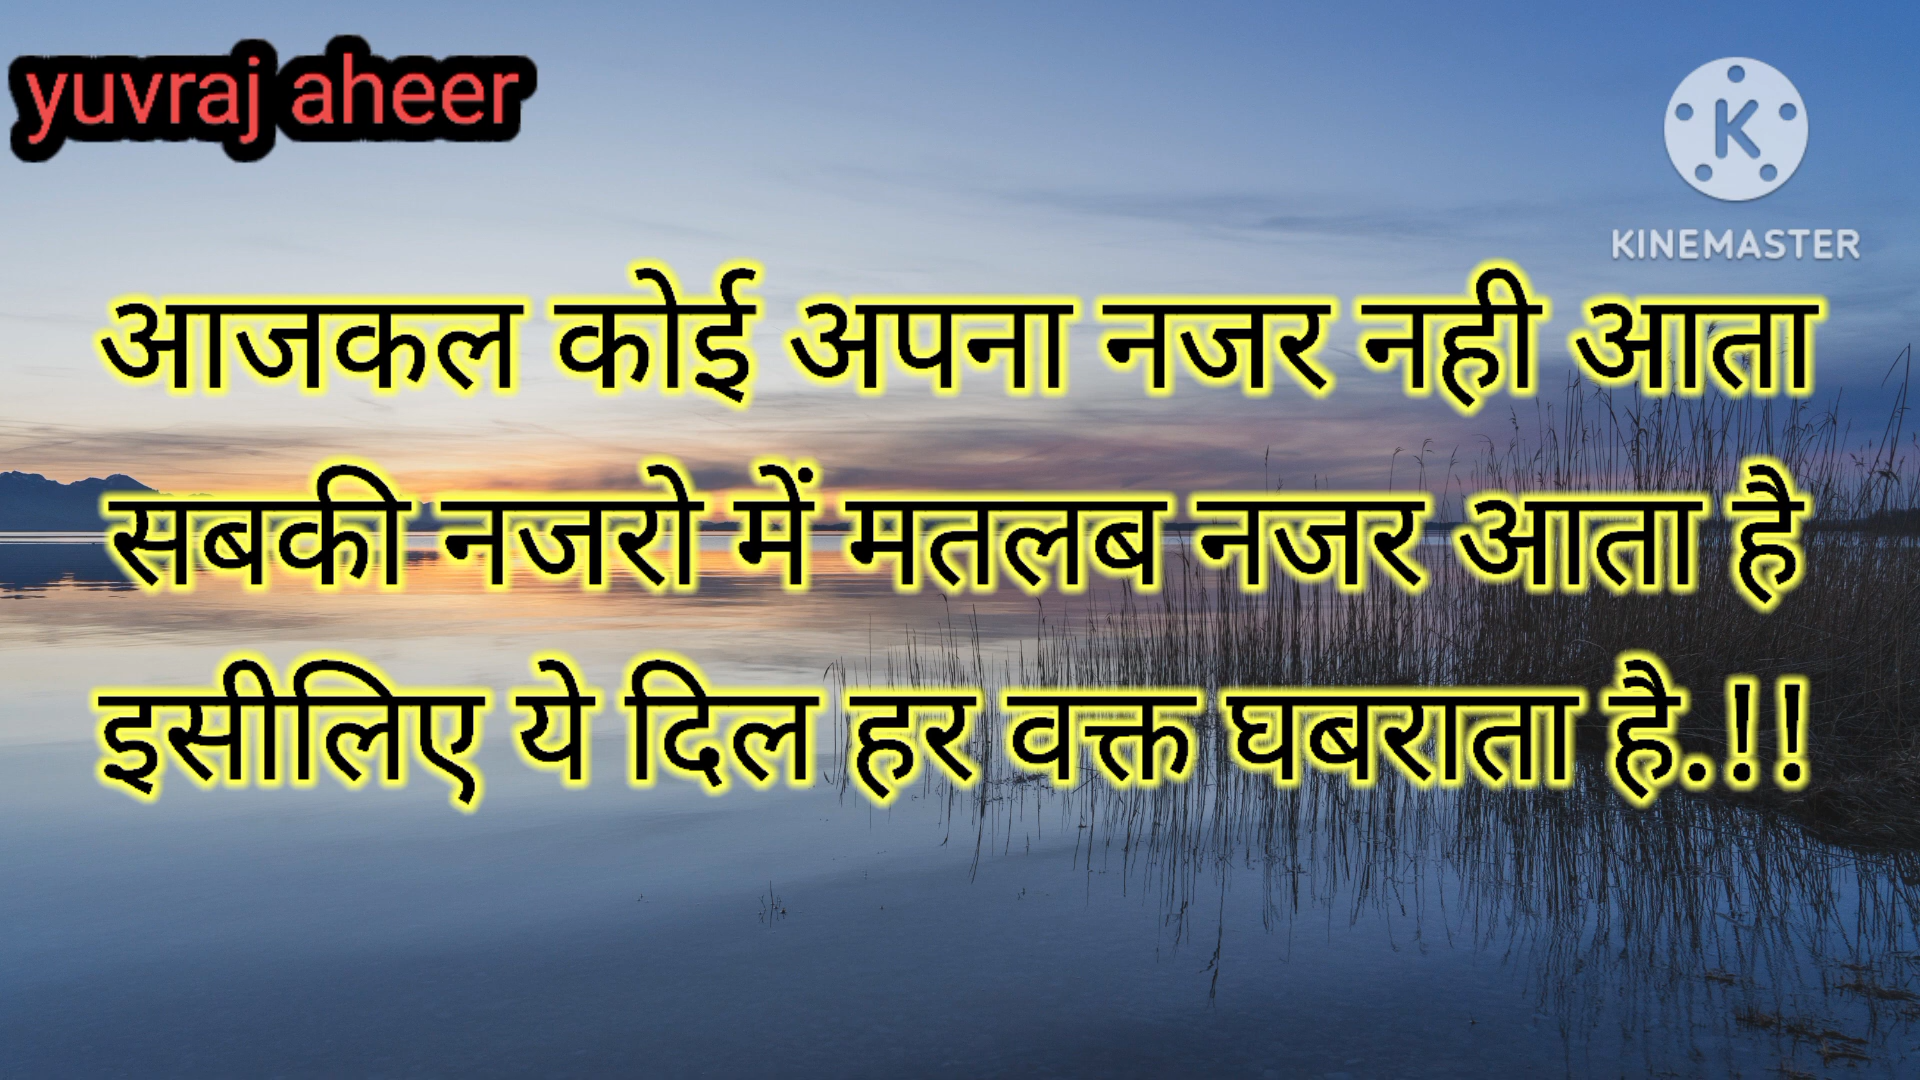 yuvraj aheer
KINEMASTER
आजकल कोई अपना नजर नही आता
सबकी नजरो में मतलब नजर आता है
इसीलिए ये दिल हर वक्त घबराता है.!!